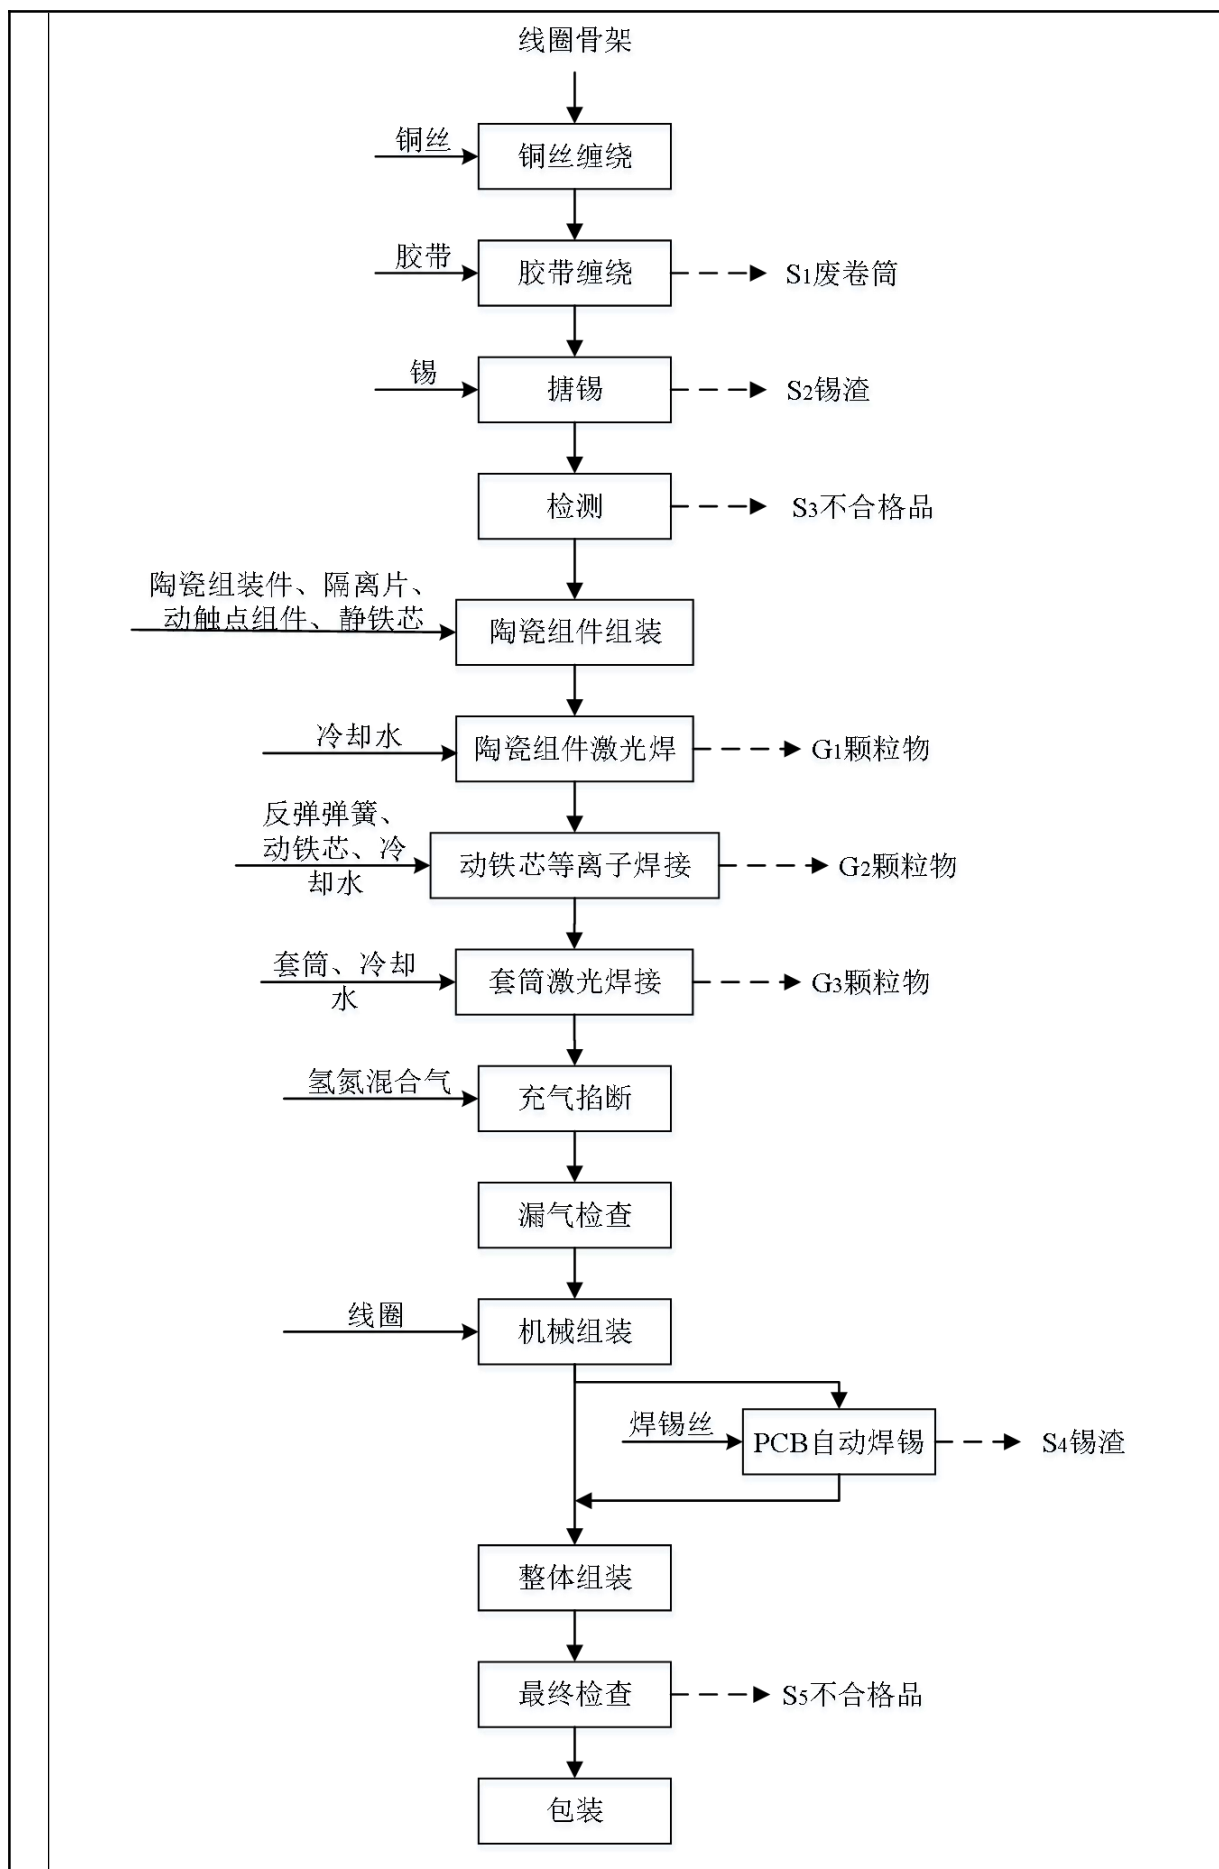 线圈骨架
铜丝
铜丝缠绕
胶带
胶带缠绕
S1废卷筒
锡
搪锡
S2锡渣
检测
S3不合格品
陶瓷组装件、隔离片、
动触点组件、静铁芯
陶瓷组件组装
冷却水
陶瓷组件激光焊
G1颗粒物
反弹弹簧、
动铁芯、冷
却水
动铁芯等离子焊接
G2颗粒物
套筒、冷却
水
套筒激光焊接
G3颗粒物
氢氮混合气
充气掐断
漏气检查
线圈
机械组装
焊锡丝
PCB自动焊锡
S4锡渣
整体组装
最终检查
S5不合格品
包装